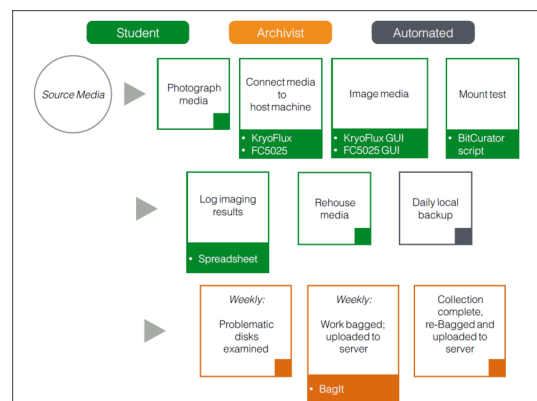 Student
Archivist
Automated
Source Media
Photograph
media
Connect media
to
host machine
• KryoFlux
• FC5025
Image media
• KryoFlux GUI
• FC5025 GUI
Mount test
• BitCurator
script
Log imaging
results
• Spreadsheet
Rehouse
media
Daily local
backup
Weekly:
Problematic
disks
examined
Weekly:
Work bagged;
uploaded to
server
• BagIt
Collection
complete,
re-Bagged and
uploaded to
server